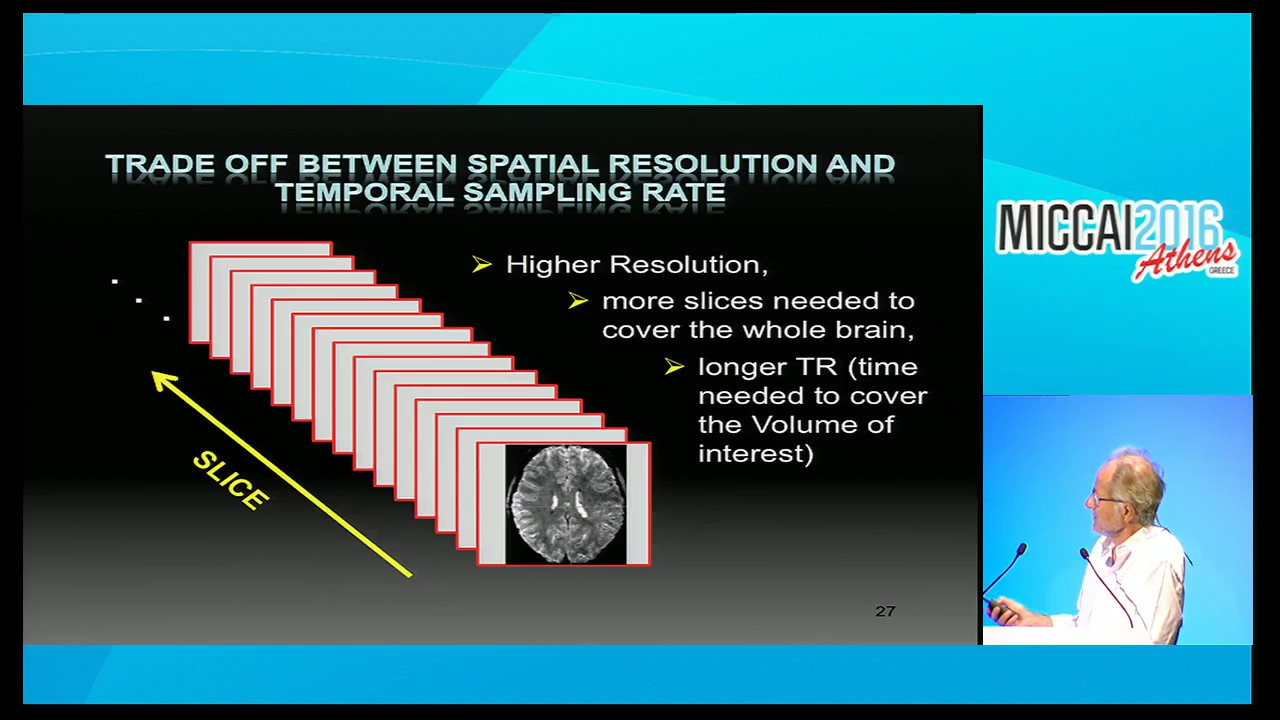 TRADE OFF BETWEEN SPATIAL RESOLUTION AND
TEMPORAL SAMPLING RATE
Higher Resolution,
more slices needed to
cover the whole brain,
longer TR (time
needed to cover
the Volume of
interest)
SLICE
27
MICCAI2016
Athens
GREECE